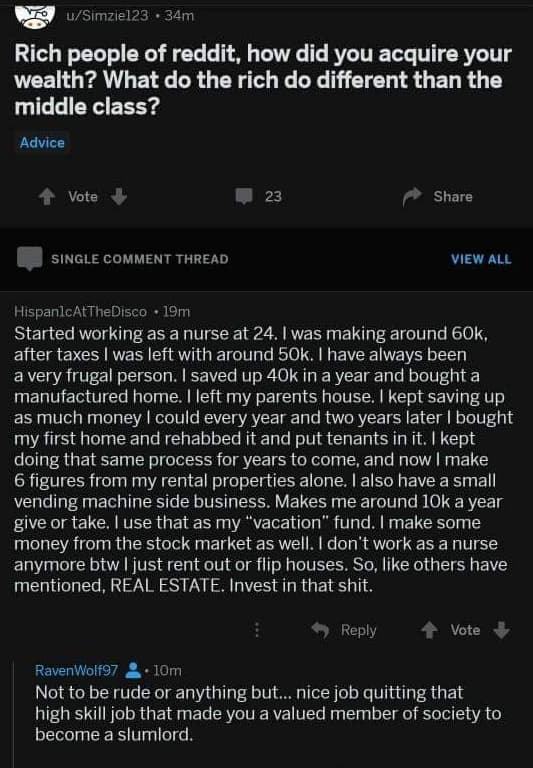 u/Simzie123 • 34m
Rich people of reddit, how did you acquire your
wealth? What do the rich do different than the
middle class?
Advice
Vote 23 Share
SINGLE COMMENT THREAD VIEW ALL
Hispan1cAtTheDisco • 19m
Started working as a nurse at 24. I was making around 60k,
after taxes I was left with around 50k. I have always been
a very frugal person. I saved up 40k in a year and bought a
manufactured home. I left my parents house. I kept saving up
as much money I could every year and two years later I bought
my first home and rehabbed it and put tenants in it. I kept
doing that same process for years to come, and now I make
6 figures from my rental properties alone. I also have a small
vending machine side business. Makes me around 10k a year
give or take. I use that as my "vacation" fund. I make some
money from the stock market as well. I don't work as a nurse
anymore btw I just rent out or flip houses. So, like others have
mentioned, REAL ESTATE. Invest in that shit.
Reply Vote
RavenWolf97 • 10m
Not to be rude or anything but... nice job quitting that
high skill job that made you a valued member of society to
become a slumlord.